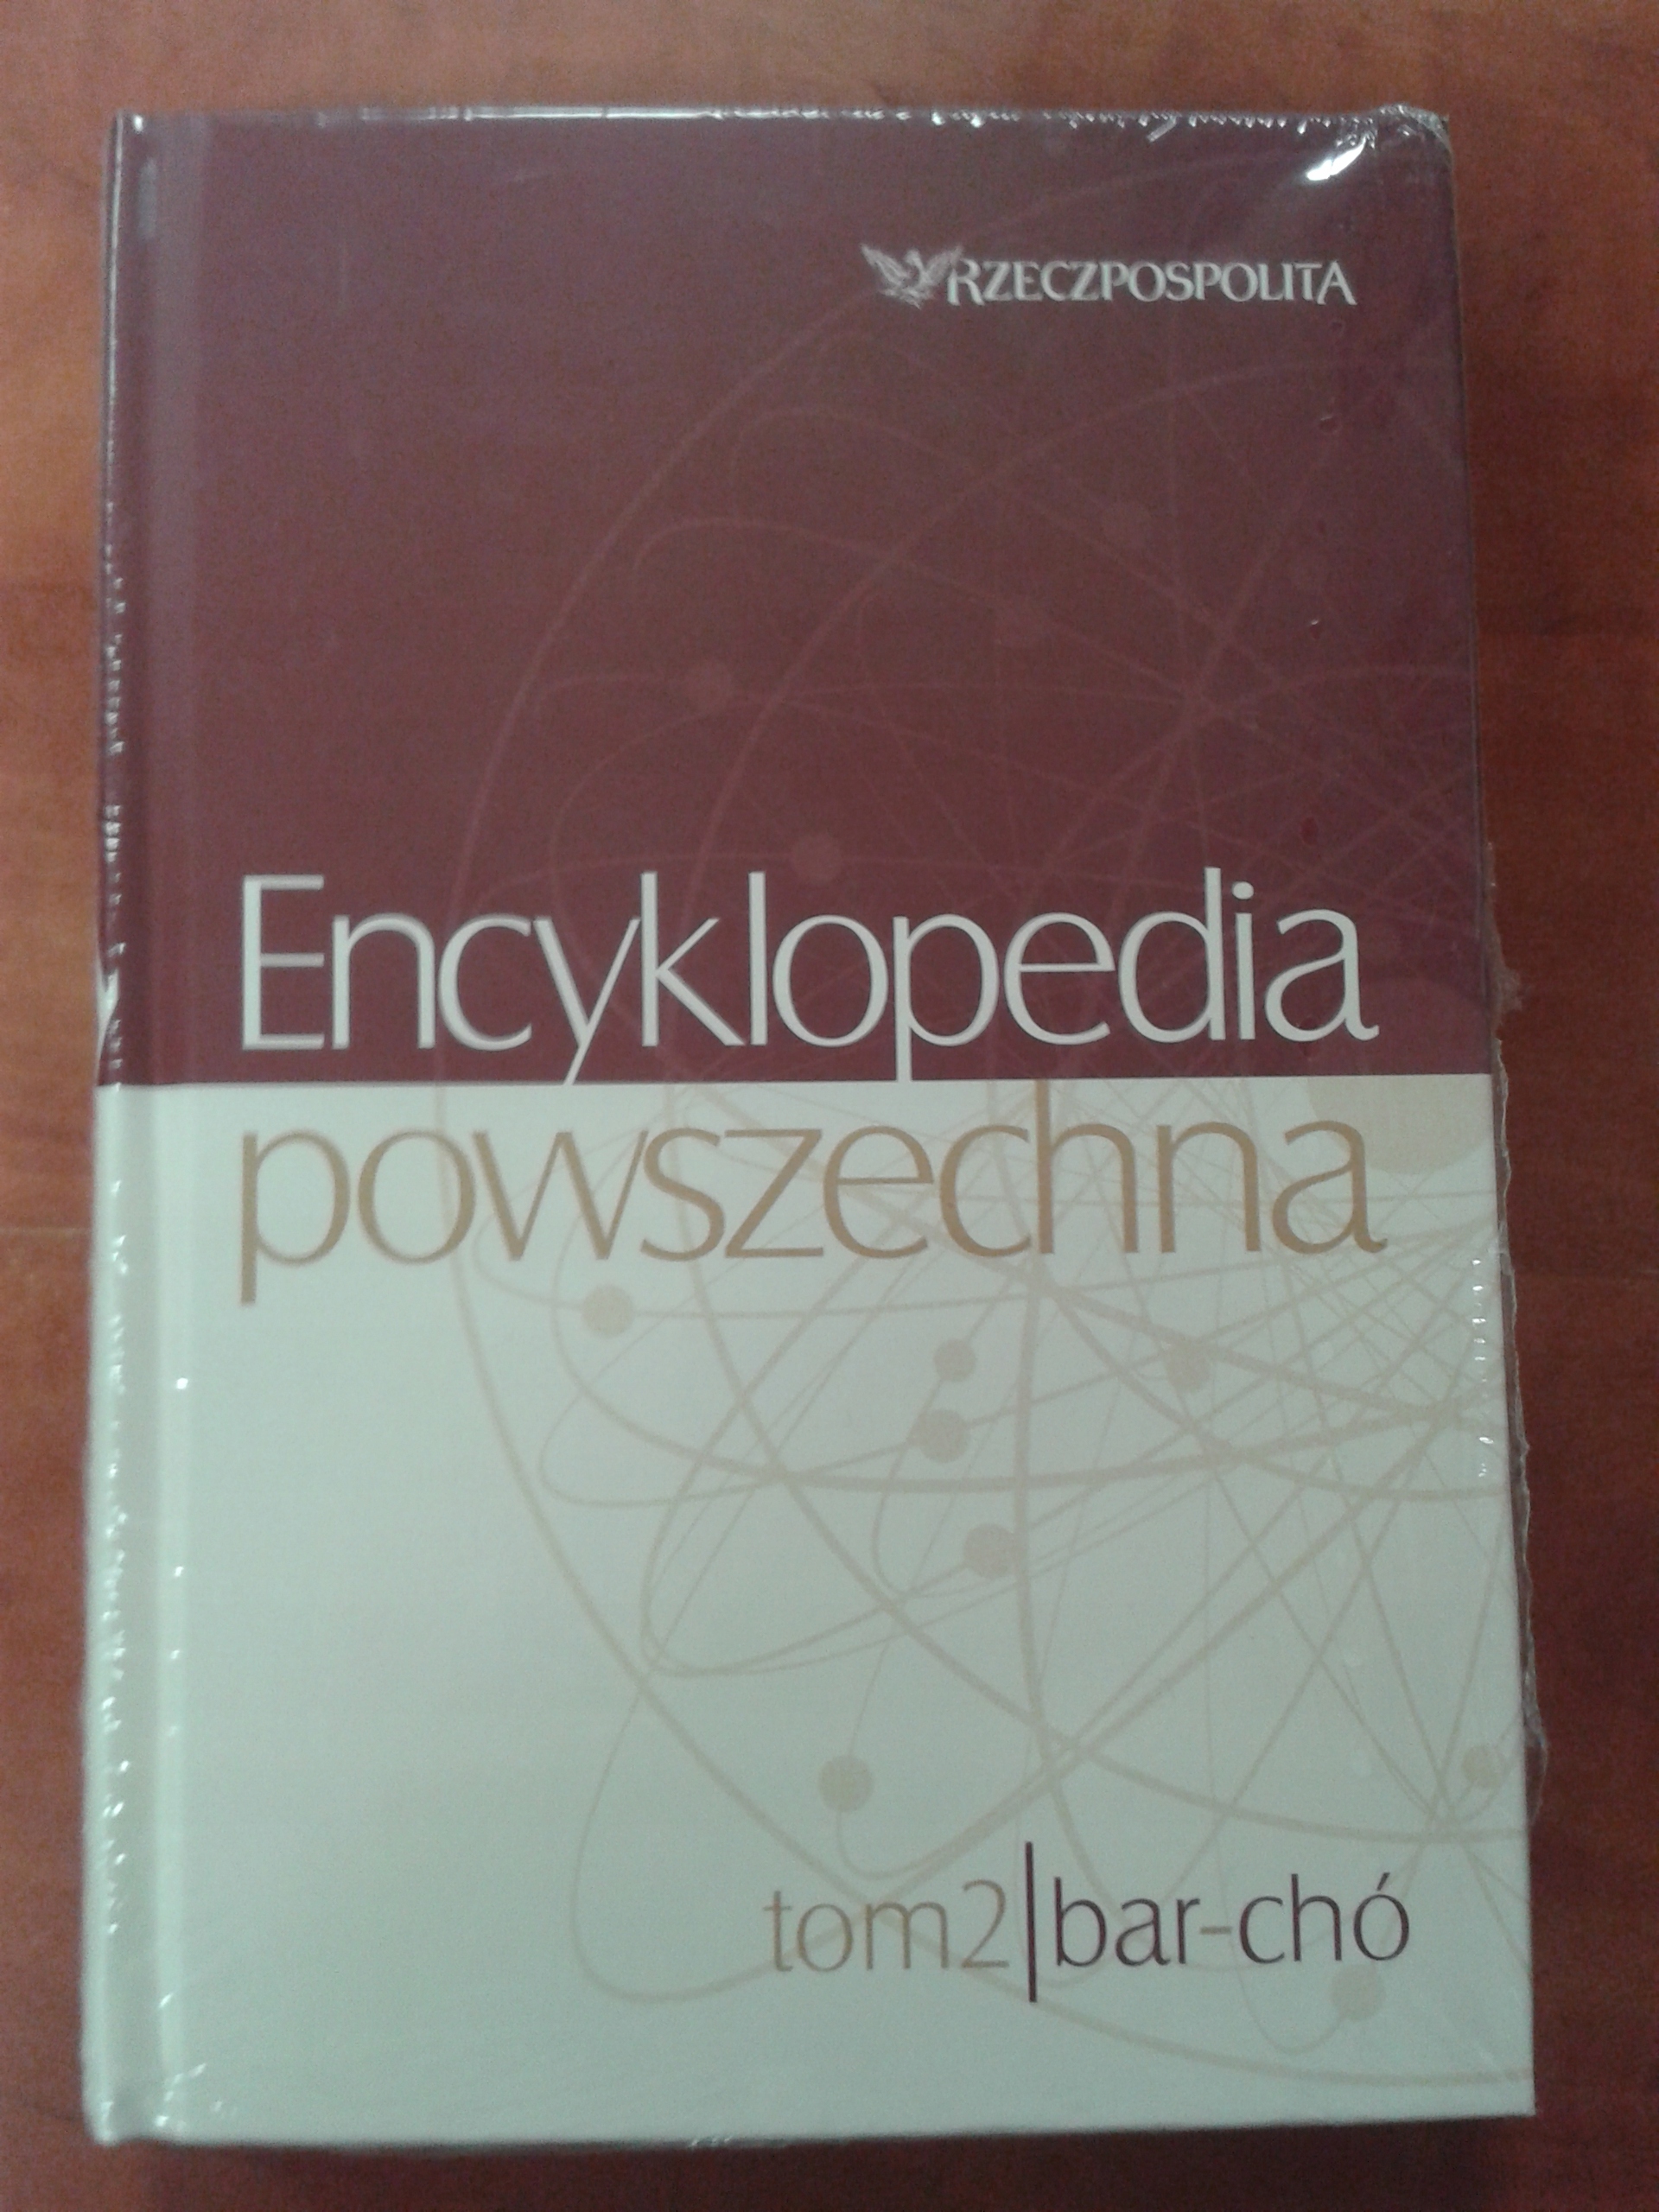 RZECZPOSPOLITA
Encyklopedia
powszechna
tom2|bar-chó